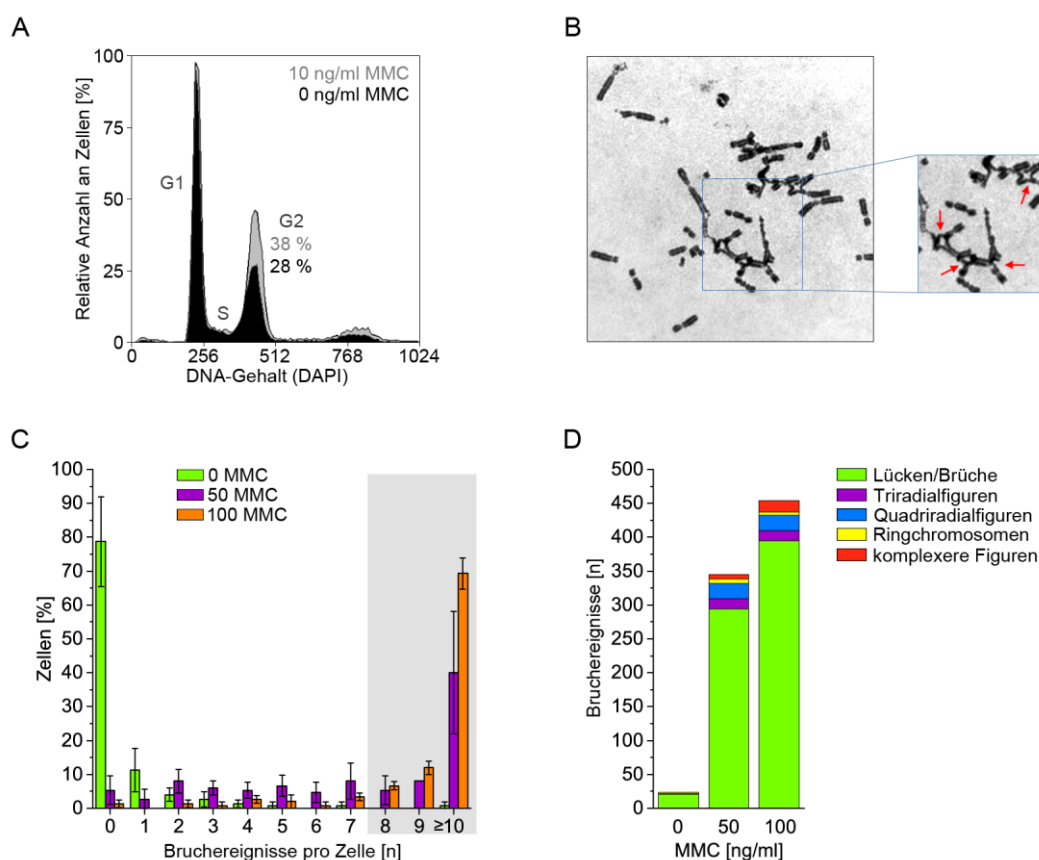 A
Relative Anzahl an Zellen [%]
100
75
50
25
0
10 ng/ml MMC
0 ng/ml MMC
G1
S
G2
38 %
28 %
0 256 512 768 1024
DNA-Gehalt (DAPI)
B
C
Zellen [%]
100
90
80
70
60
50
40
30
20
10
0
0 MMC
50 MMC
100 MMC
0 1 2 3 4 5 6 7 8 9 ≥10
Bruchereignisse pro Zelle [n]
D
Bruchereignisse [n]
500
450
400
350
300
250
200
150
100
50
0
Lücken/Brüche
Triradialfiguren
Quadriradialfiguren
Ringchromosomen
komplexere Figuren
0 50 100
MMC [ng/ml]